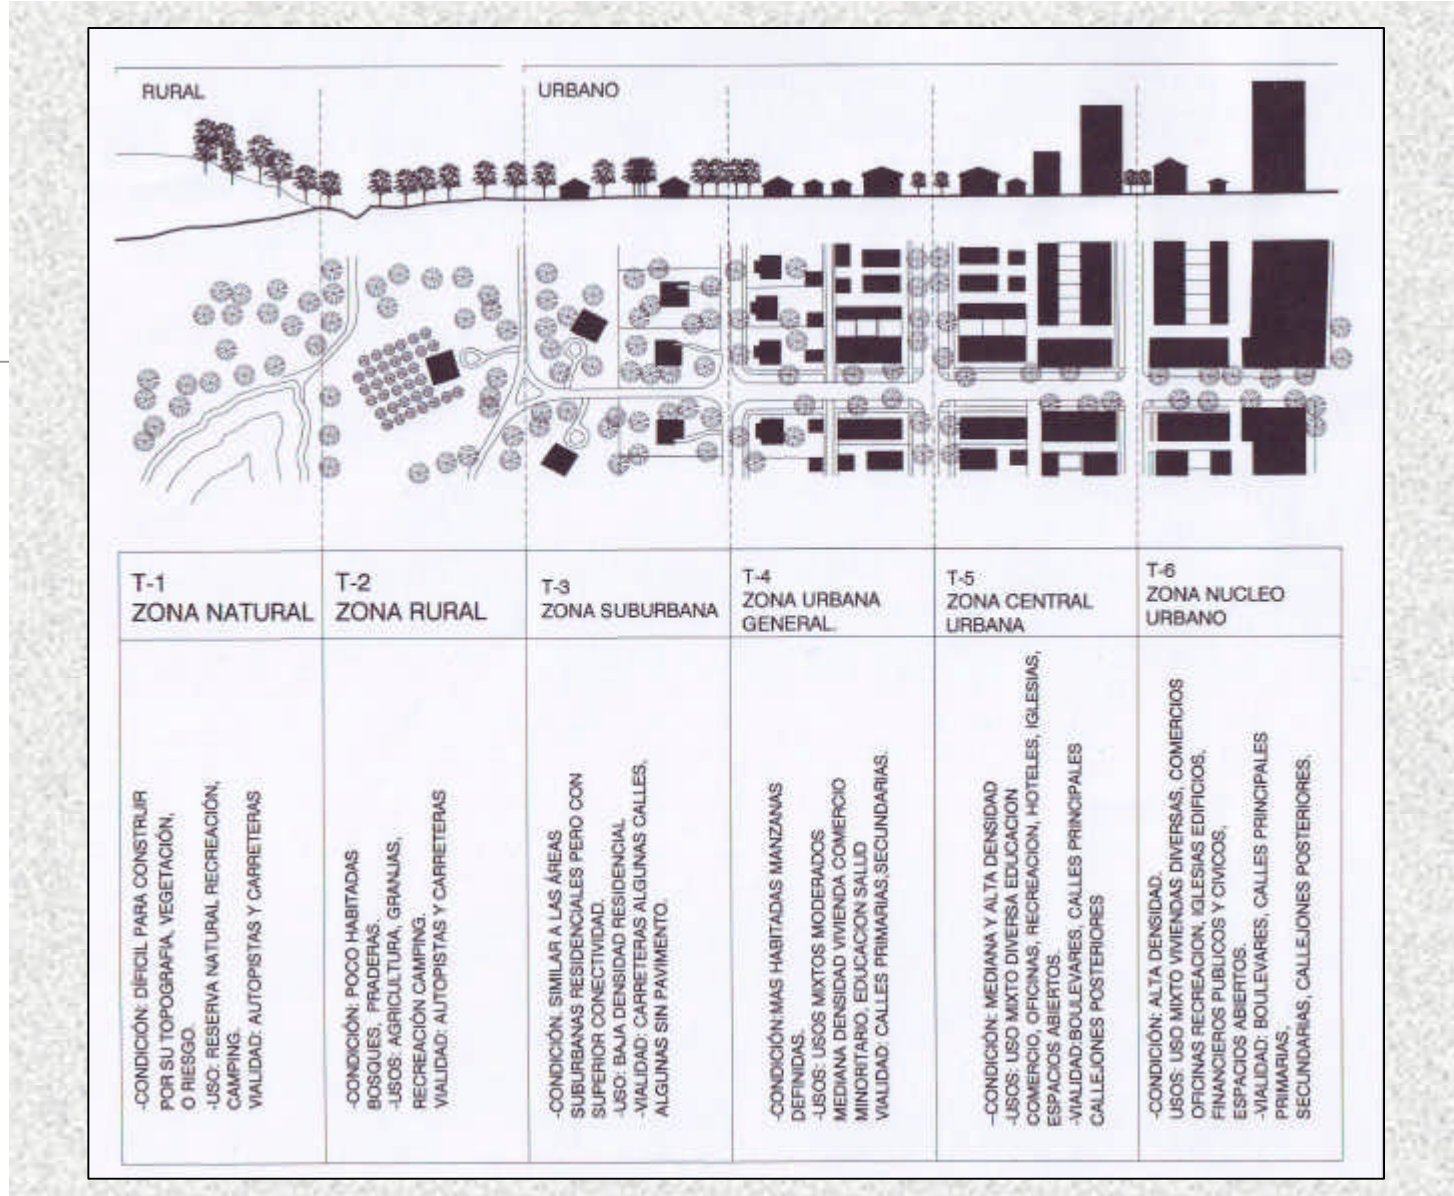 RURAL
URBANO
T-1
ZONA NATURAL
T-2
ZONA RURAL
T-3
ZONA SUBURBANA
T-4
ZONA URBANA
GENERAL.
T-5
ZONA CENTRAL
URBANA
T-6
ZONA NUCLEO
URBANO
-CONDICIÓN: DÍFICIL PARA CONSTRUIR
POR SU TOPOGRAFIA, VEGETACIÓN,
O RIESGO.
-USO: RESERVA NATURAL RECREACIÓN,
CAMPING.
VIALIDAD: AUTOPISTAS Y CARRETERAS
-CONDICIÓN: POCO HABITADAS
BOSQUES, PRADERAS.
-USOS: AGRICULTURA, GRANJAS,
RECREACION CAMPING.
VIALIDAD: AUTOPISTAS Y CARRETERAS
-CONDICIÓN: SIMILAR A LAS ÁREAS
SUBURBANAS RESIDENCIALES PERO CON
SUPERIOR CONECTIVIDAD.
-USO: BAJA DENSIDAD RESIDENCIAL
-VIALIDAD: CARRETERAS ALGUNAS CALLES,
ALGUNAS SIN PAVIMENTO.
-CONDICIÓN:MAS HABITADAS MANZANAS
DEFINIDAS.
-USOS: USOS MIXTOS MODERADOS
MEDIANA DENSIDAD VIVIENDA COMERCIO
MINORITARIO, EDUCACION SALUD
VIALIDAD: CALLES PRIMARIAS,SECUNDARIAS.
-CONDICIÓN: MEDIANA Y ALTA DENSIDAD
-USOS: USO MIXTO DIVERSA EDUCACION
COMERCIO, OFICINAS, RECREACION, HOTELES, IGLESIAS,
ESPACIOS ABIERTOS.
-VIALIDAD:BOULEVARES, CALLES PRINCIPALES
CALLEJONES POSTERIORES
-CONDICIÓN: ALTA DENSIDAD.
USOS: USO MIXTO VIVIENDAS DIVERSAS, COMERCIOS
OFICINAS RECREACION, IGLESIAS EDIFICIOS,
FINANCIEROS PUBLICOS Y CIVICOS,
ESPACIOS ABIERTOS.
-VIALIDAD: BOULEVARES, CALLES PRINCIPALES
PRIMARIAS,
SECUNDARIAS, CALLEJONES POSTERIORES,